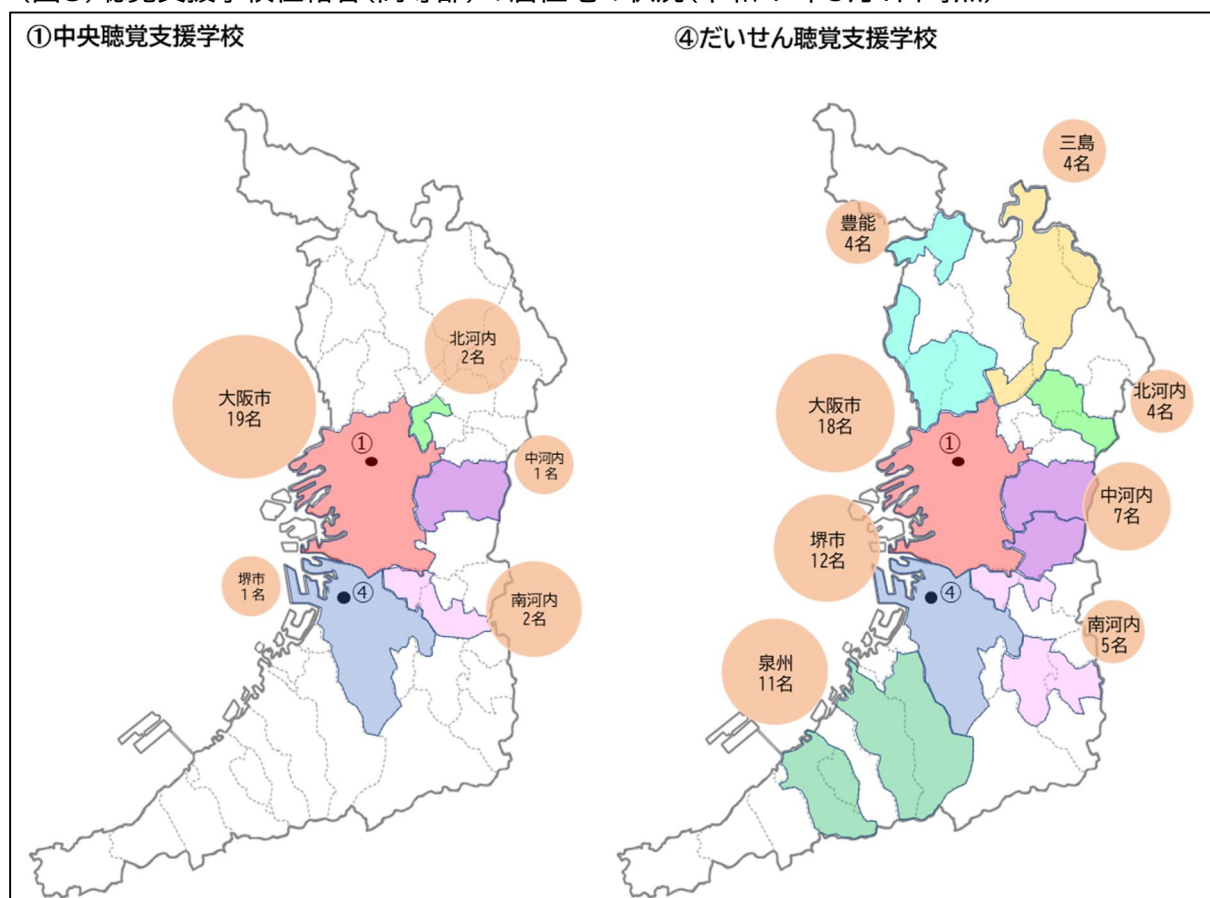 ①中央聴覚支援学校
北河内
2名
大阪市
19名
①
中河内
1名
堺市
1名
④
南河内
2名
④だいせん聴覚支援学校
三島
4名
豊能
4名
大阪市
18名
北河内
4名
①
中河内
7名
堺市
12名
④
南河内
5名
泉州
11名